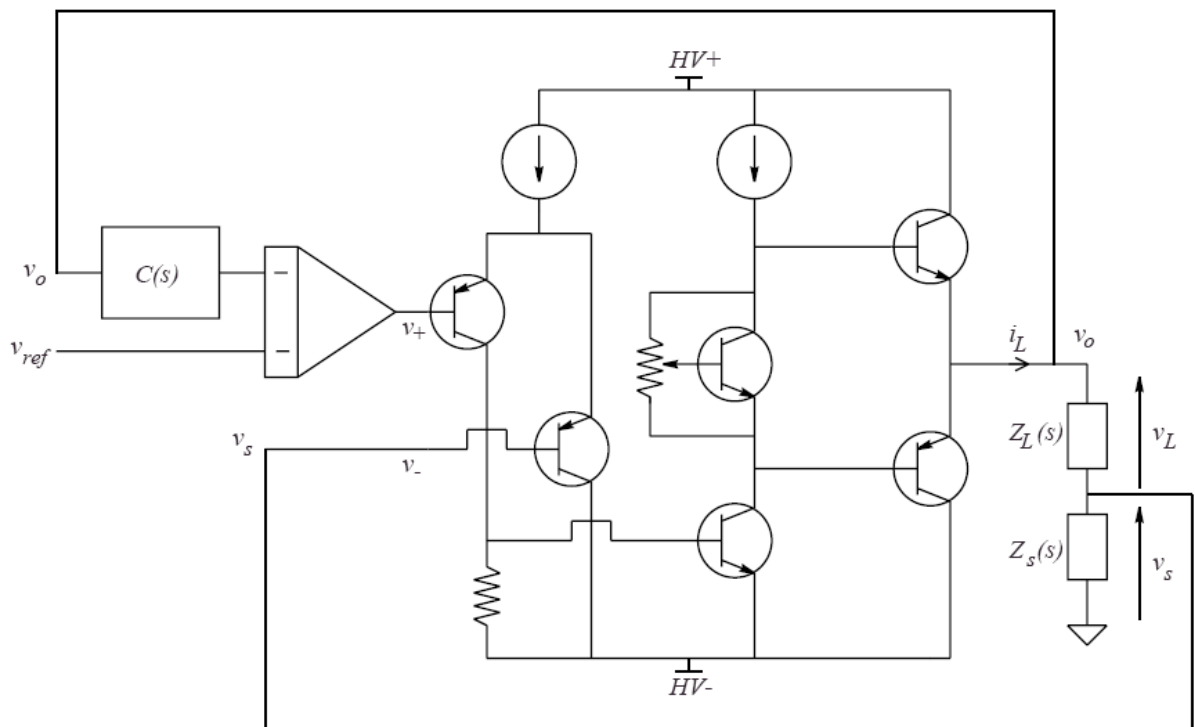 HV+
v_o
C(s)
−
v_+
v_ref
−
i_L
v_o
Z_L(s)
v_L
v_s
v_-
Z_s(s)
v_s
HV-